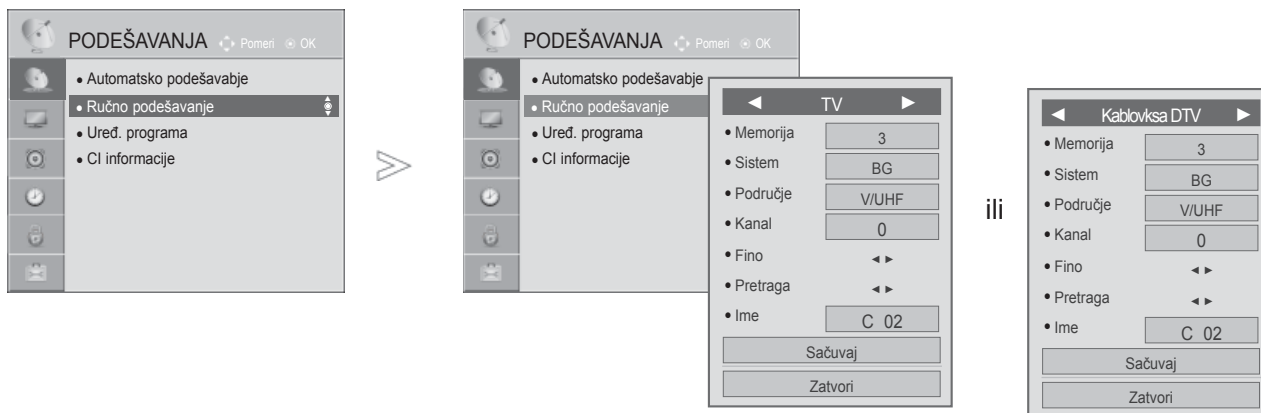 PODEŠAVANJA Pomeri OK
• Automatsko podešavabje
• Ručno podešavanje
• Uređ. programa
• CI informacije
PODEŠAVANJA Pomeri OK
• Automatsko podešavabje
• Ručno podešavanje
• Uređ. programa
• CI informacije
◄ TV ►
• Memorija 3
• Sistem BG
• Područje V/UHF
• Kanal 0
• Fino ◄ ►
• Pretraga ◄ ►
• Ime C 02
Sačuvaj
Zatvori
ili
◄ Kablovksa DTV ►
• Memorija 3
• Sistem BG
• Područje V/UHF
• Kanal 0
• Fino ◄ ►
• Pretraga ◄ ►
• Ime C 02
Sačuvaj
Zatvori